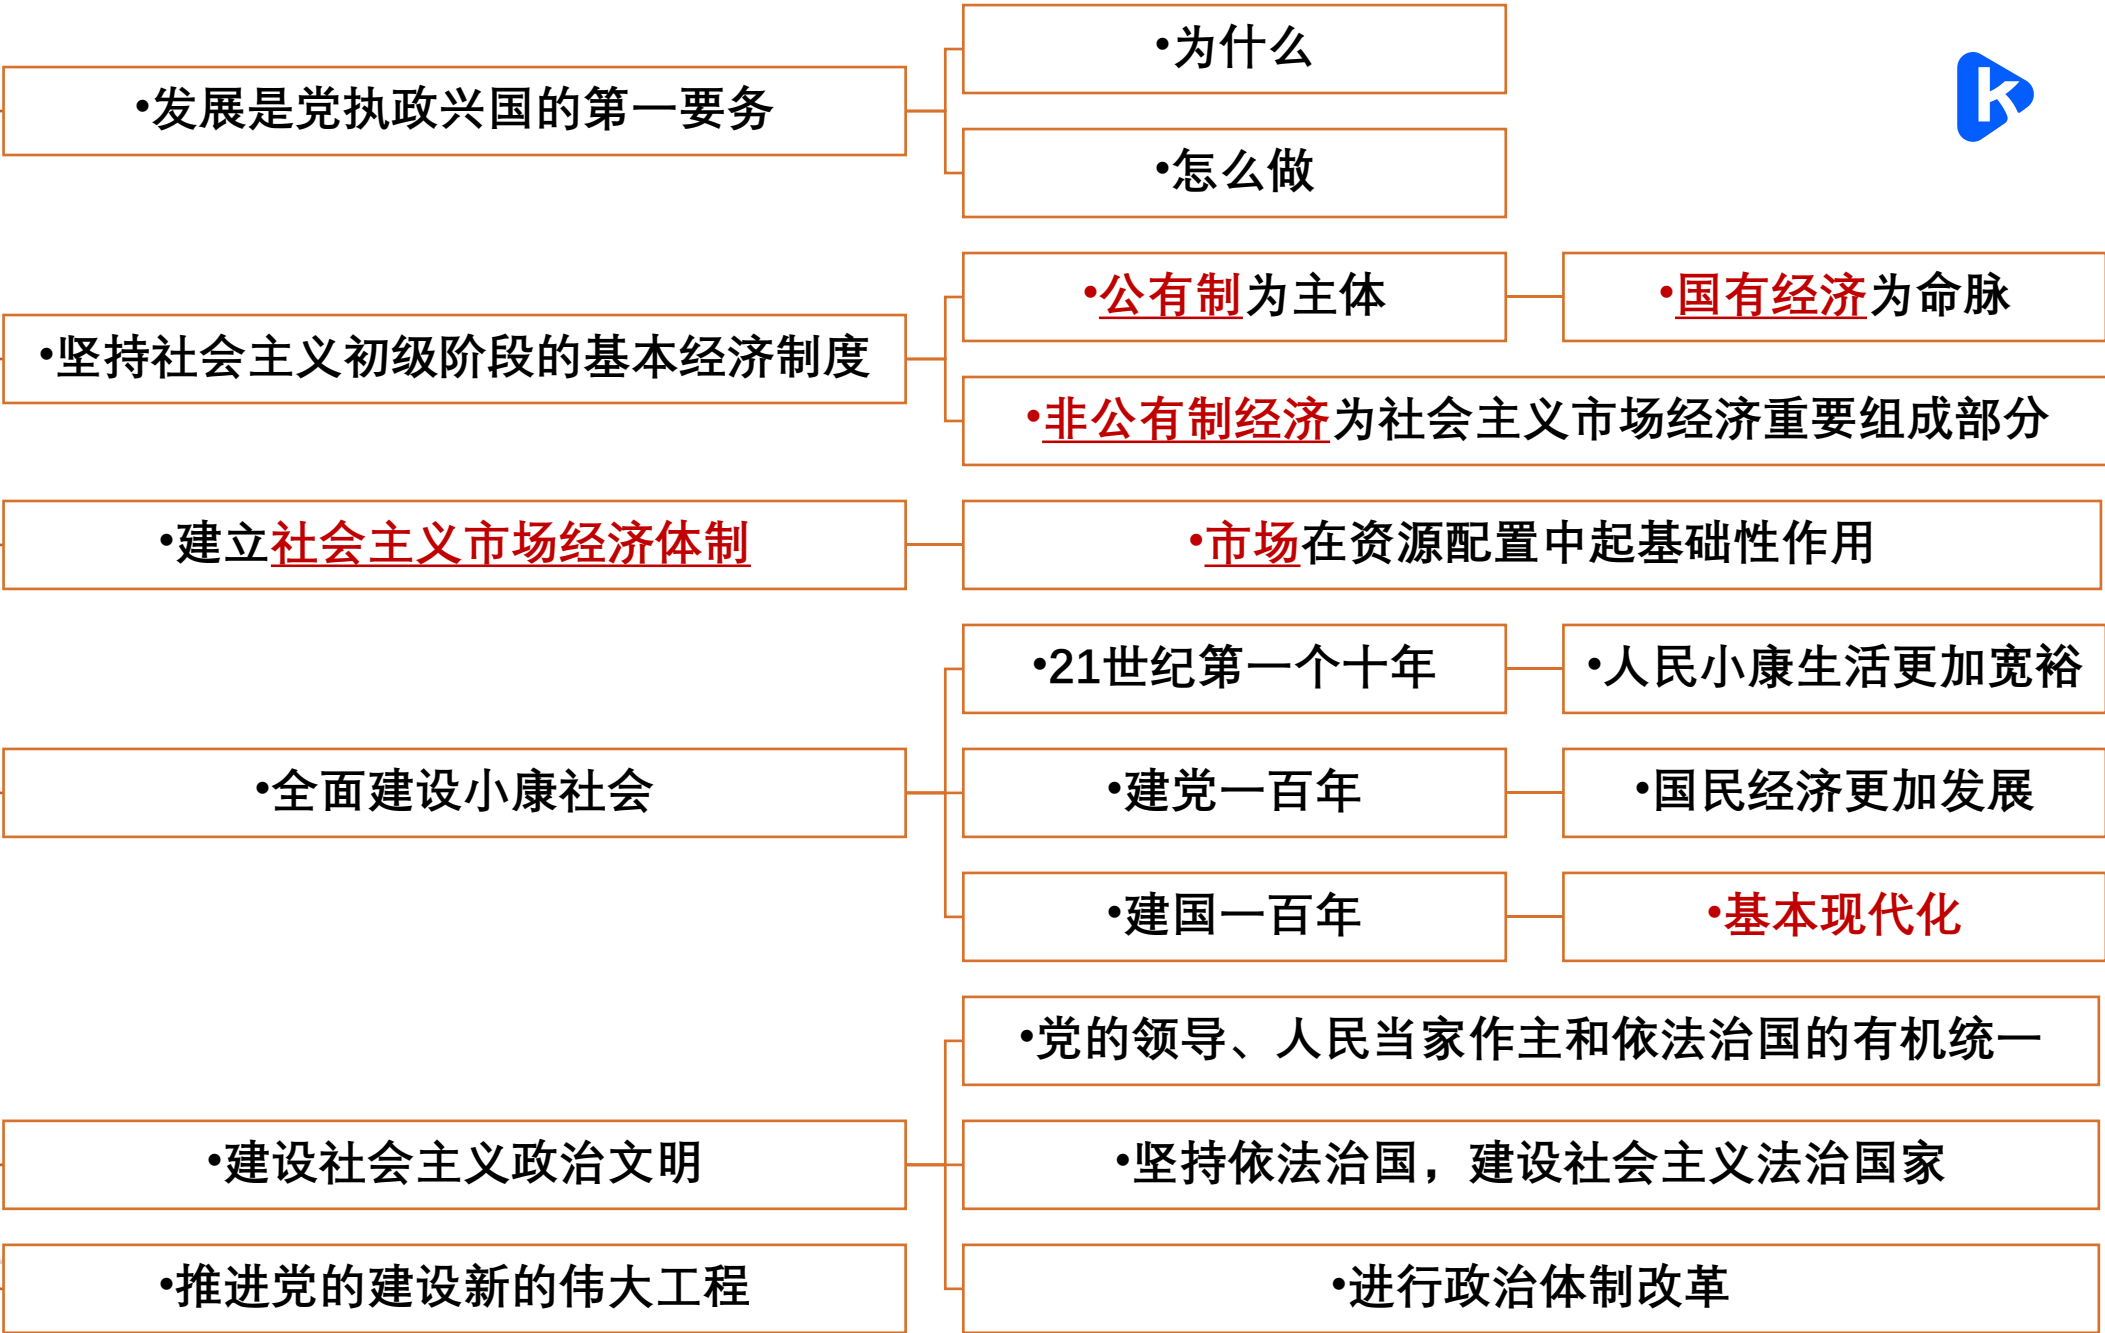 •发展是党执政兴国的第一要务
•为什么
•怎么做
•坚持社会主义初级阶段的基本经济制度
•公有制为主体
•国有经济为命脉
•非公有制经济为社会主义市场经济重要组成部分
•建立社会主义市场经济体制
•市场在资源配置中起基础性作用
•全面建设小康社会
•21世纪第一个十年
•人民小康生活更加宽裕
•建党一百年
•国民经济更加发展
•建国一百年
•基本现代化
•建设社会主义政治文明
•党的领导、人民当家作主和依法治国的有机统一
•坚持依法治国，建设社会主义法治国家
•进行政治体制改革
•推进党的建设新的伟大工程
k